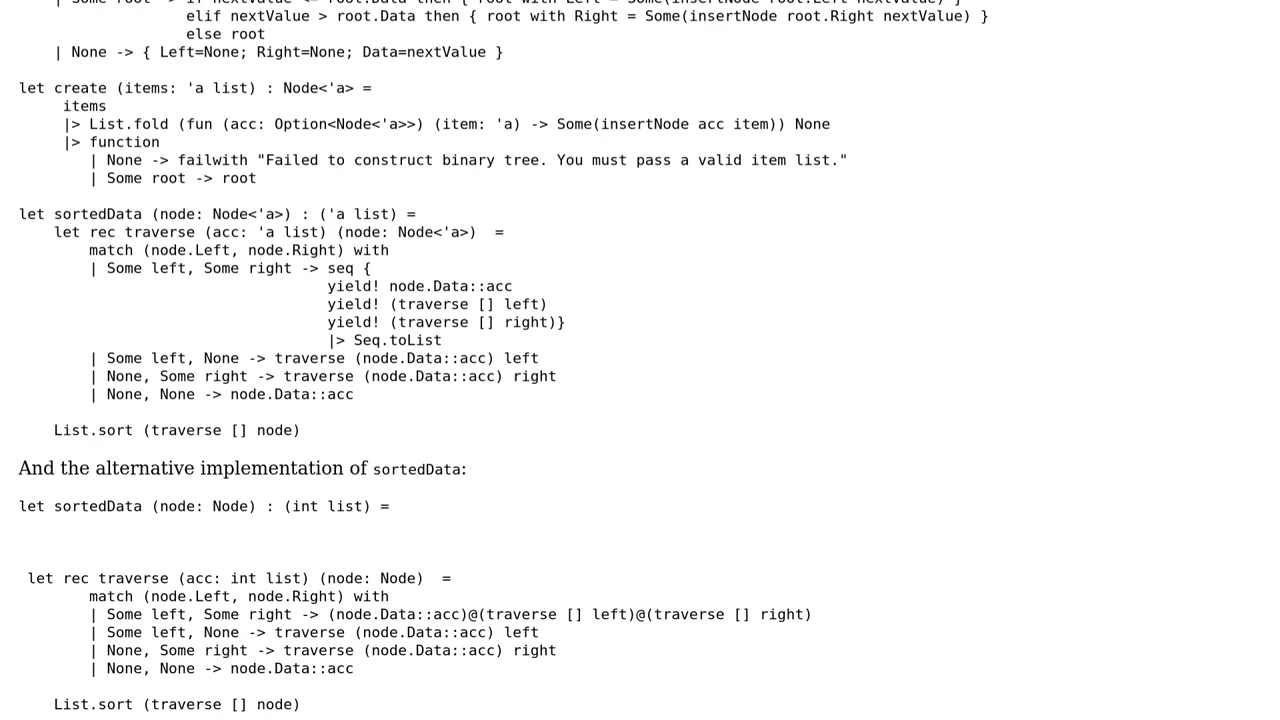 | Some root -> if nextValue <= root.Data then { root with Left = Some(insertNode root.Left nextValue) }
elif nextValue > root.Data then { root with Right = Some(insertNode root.Right nextValue) }
else root
| None -> { Left=None; Right=None; Data=nextValue }
let create (items: 'a list) : Node<'a> =
items
|> List.fold (fun (acc: Option<Node<'a>>) (item: 'a) -> Some(insertNode acc item)) None
|> function
| None -> failwith "Failed to construct binary tree. You must pass a valid item list."
| Some root -> root
let sortedData (node: Node<'a>) : ('a list) =
let rec traverse (acc: 'a list) (node: Node<'a>)  =
match (node.Left, node.Right) with
| Some left, Some right -> seq {
yield! node.Data::acc
yield! (traverse [] left)
yield! (traverse [] right)}
|> Seq.toList
| Some left, None -> traverse (node.Data::acc) left
| None, Some right -> traverse (node.Data::acc) right
| None, None -> node.Data::acc
List.sort (traverse [] node)
And the alternative implementation of sortedData:
let sortedData (node: Node) : (int list) =
let rec traverse (acc: int list) (node: Node)  =
match (node.Left, node.Right) with
| Some left, Some right -> (node.Data::acc)@(traverse [] left)@(traverse [] right)
| Some left, None -> traverse (node.Data::acc) left
| None, Some right -> traverse (node.Data::acc) right
| None, None -> node.Data::acc
List.sort (traverse [] node)